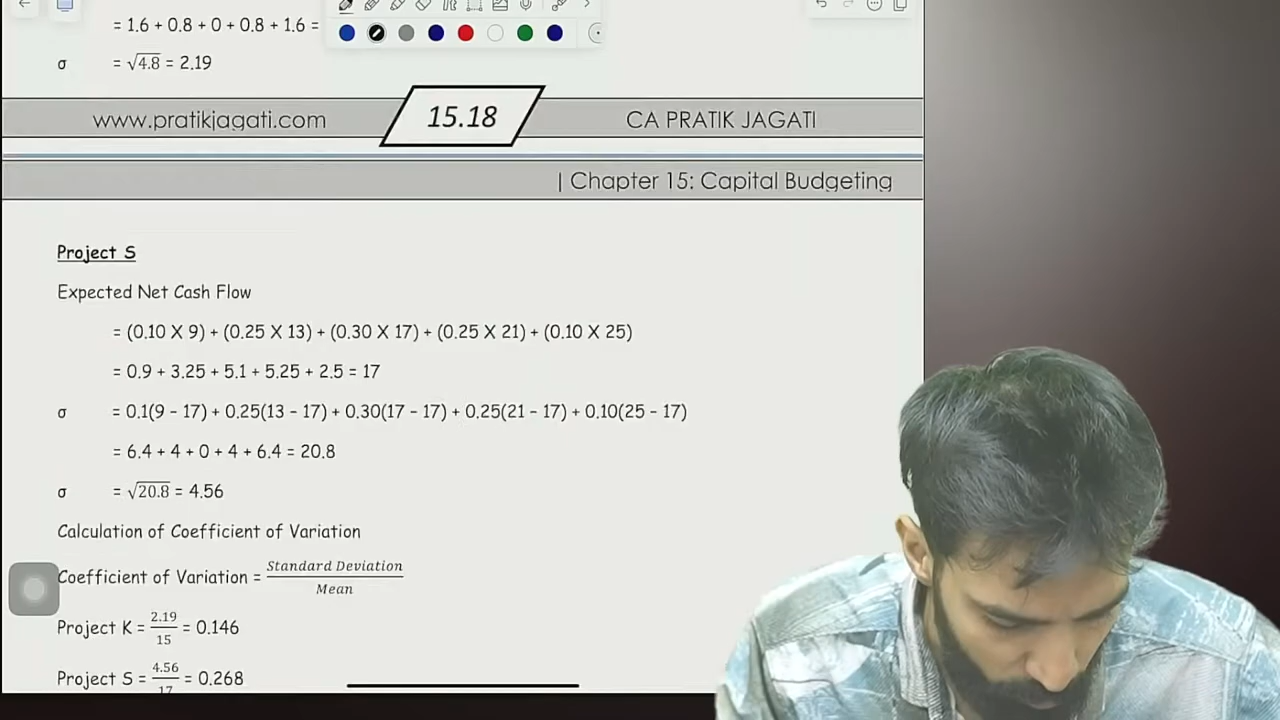 = 1.6 + 0.8 + 0 + 0.8 + 1.6 =
σ = √4.8 = 2.19
www.pratikjagati.com 15.18 CA PRATIK JAGATI
| Chapter 15: Capital Budgeting
Project S
Expected Net Cash Flow
= (0.10 X 9) + (0.25 X 13) + (0.30 X 17) + (0.25 X 21) + (0.10 X 25)
= 0.9 + 3.25 + 5.1 + 5.25 + 2.5 = 17
σ = 0.1(9 – 17) + 0.25(13 – 17) + 0.30(17 – 17) + 0.25(21 – 17) + 0.10(25 – 17)
= 6.4 + 4 + 0 + 4 + 6.4 = 20.8
σ = √20.8 = 4.56
Calculation of Coefficient of Variation
Coefficient of Variation = Standard Deviation
Mean
Project K = 2.19
15 = 0.146
Project S = 4.56
17 = 0.268